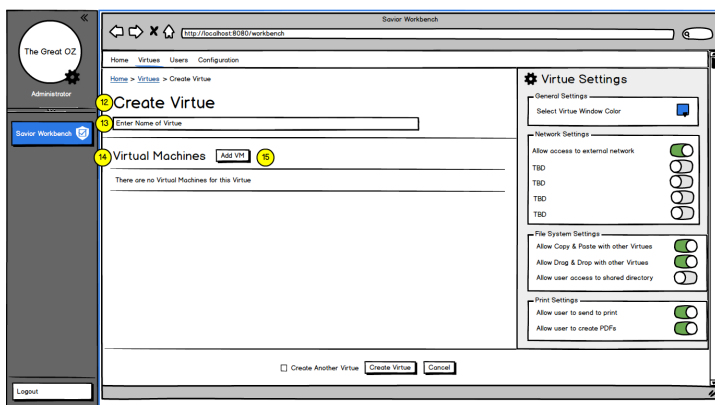 Savior Workbench
http://localhost:8080/workbench
The Great OZ
Administrator
Savior Workbench
Logout
Home Virtues Users Configuration
Home > Virtues > Create Virtue
12 Create Virtue
13 Enter Name of Virtue
14 Virtual Machines Add VM 15
There are no Virtual Machines for this Virtue
Create Another Virtue Create Virtue Cancel
Virtue Settings
General Settings
Select Virtue Window Color
Network Settings
Allow access to external network
TBD
TBD
TBD
TBD
File System Settings
Allow Copy & Paste with other Virtues
Allow Drag & Drop with other Virtues
Allow user access to shared directory
Print Settings
Allow user to send to print
Allow user to create PDFs